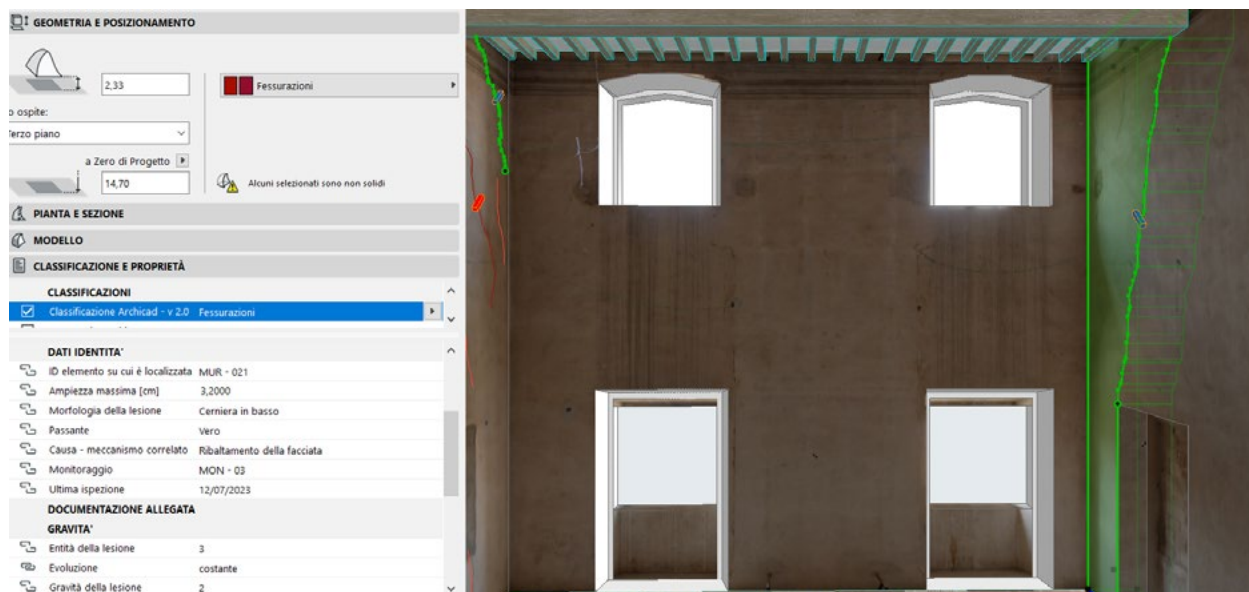 GEOMETRIA E POSIZIONAMENTO
2,33
Fessurazioni
o ospite:
Terzo piano
a Zero di Progetto
14,70
Alcuni selezionati sono non solidi
PIANTA E SEZIONE
MODELLO
CLASSIFICAZIONE E PROPRIETÀ
CLASSIFICAZIONI
Classificazione Archicad - v 2.0 Fessurazioni
DATI IDENTITA'
ID elemento su cui è localizzata MUR - 021
Ampiezza massima [cm] 3,2000
Morfologia della lesione Cerniera in basso
Passante Vero
Causa - meccanismo correlato Ribaltamento della facciata
Monitoraggio MON - 03
Ultima ispezione 12/07/2023
DOCUMENTAZIONE ALLEGATA
GRAVITA'
Entità della lesione 3
Evoluzione costante
Gravità della lesione 2